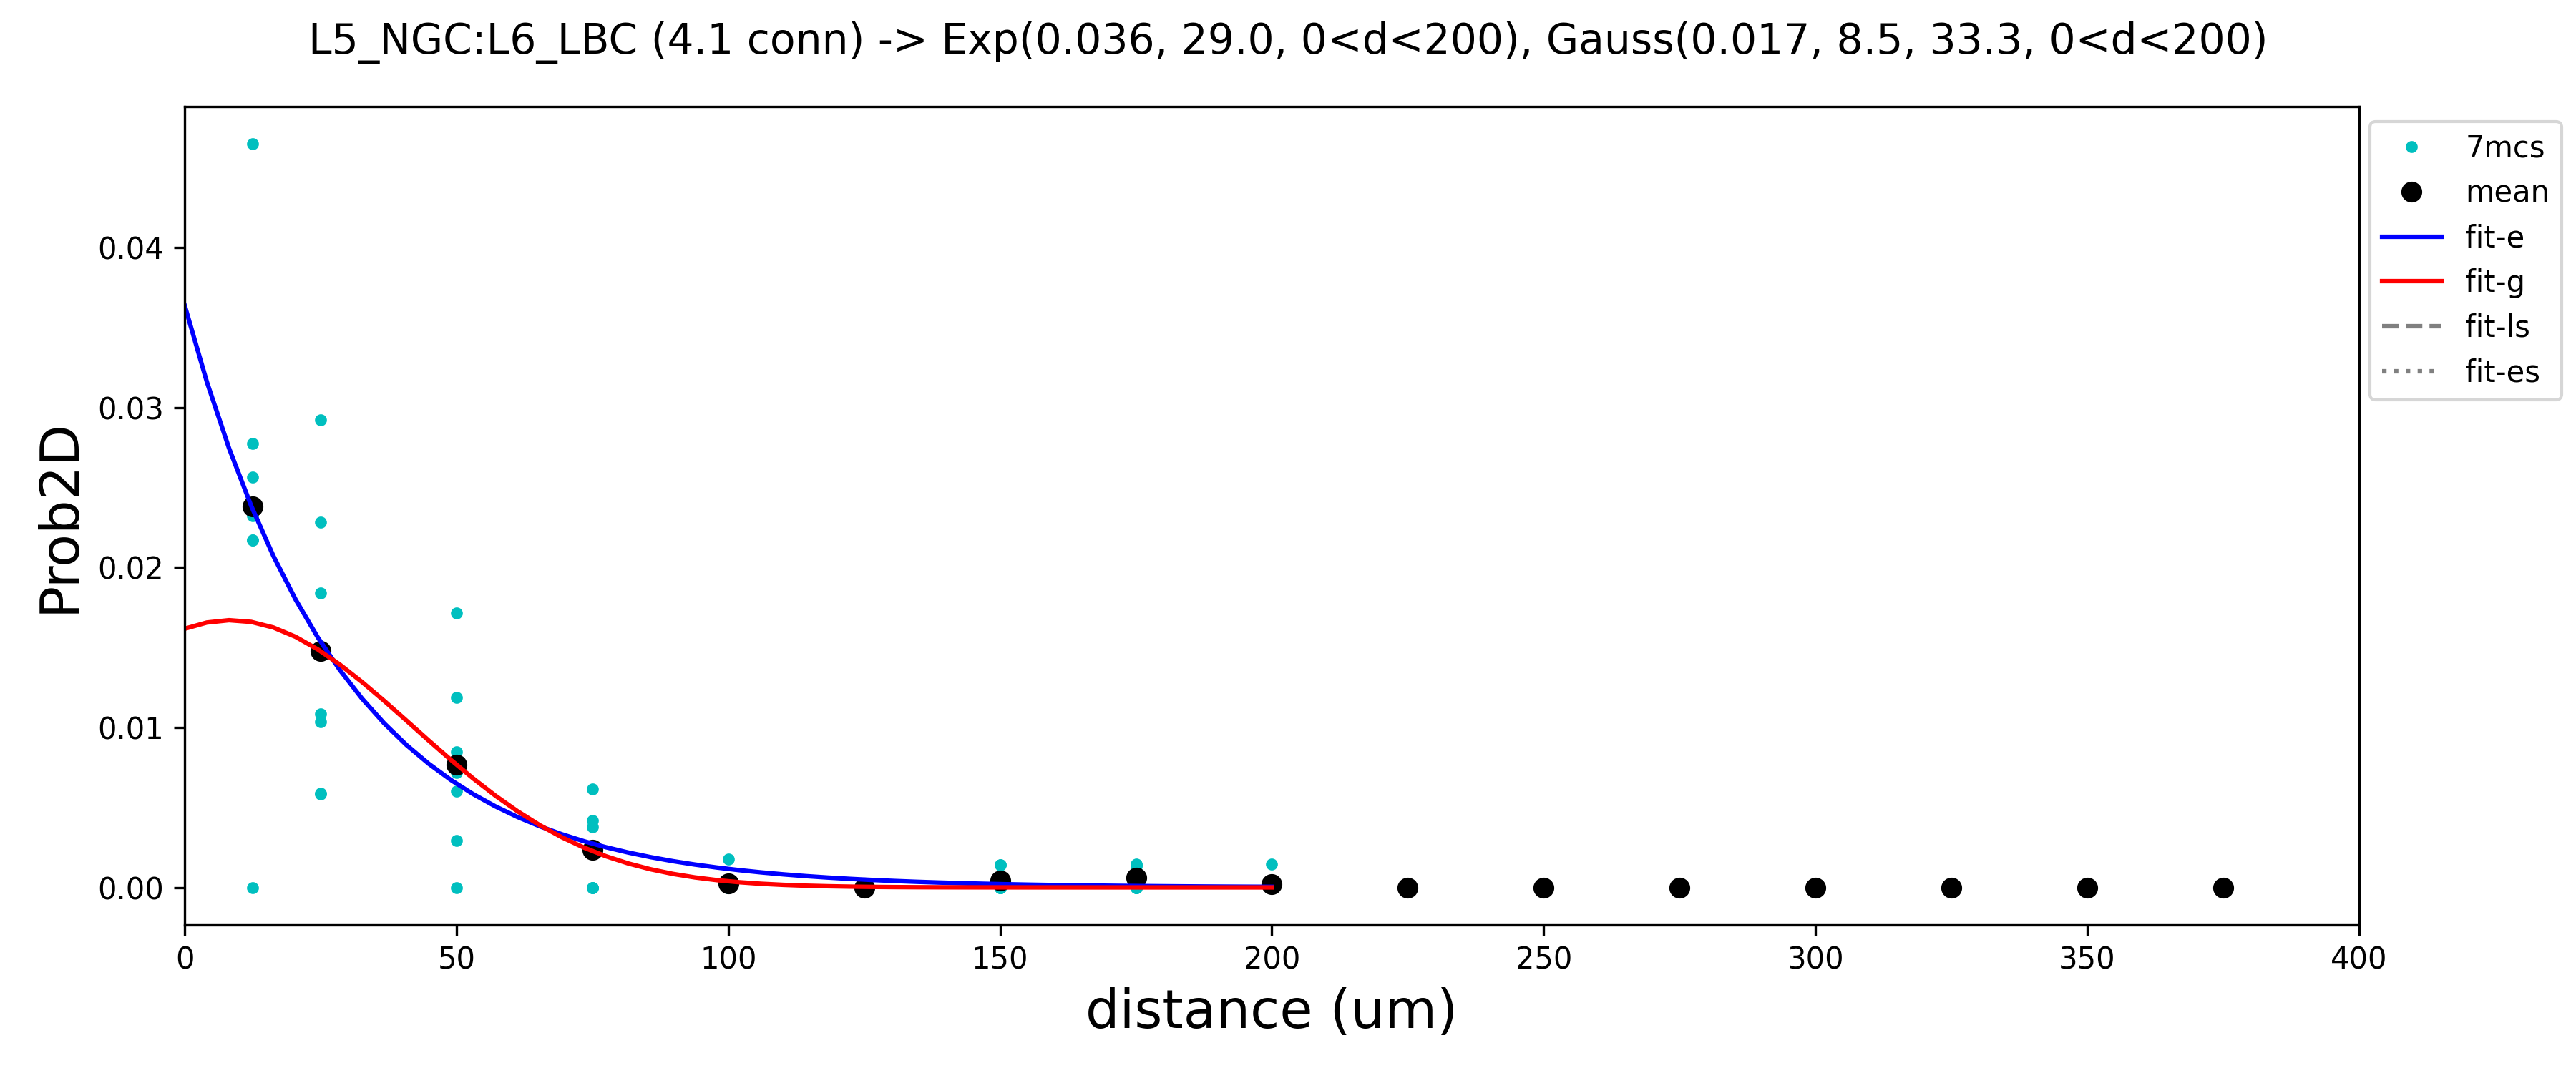 L5_NGC:L6_LBC (4.1 conn) -> Exp(0.036, 29.0, 0<d<200), Gauss(0.017, 8.5, 33.3, 0<d<200)
7mcs
mean
fit-e
fit-g
fit-ls
fit-es
Prob2D
0.04
0.03
0.02
0.01
0.00
0 50 100 150 200 250 300 350 400
distance (um)